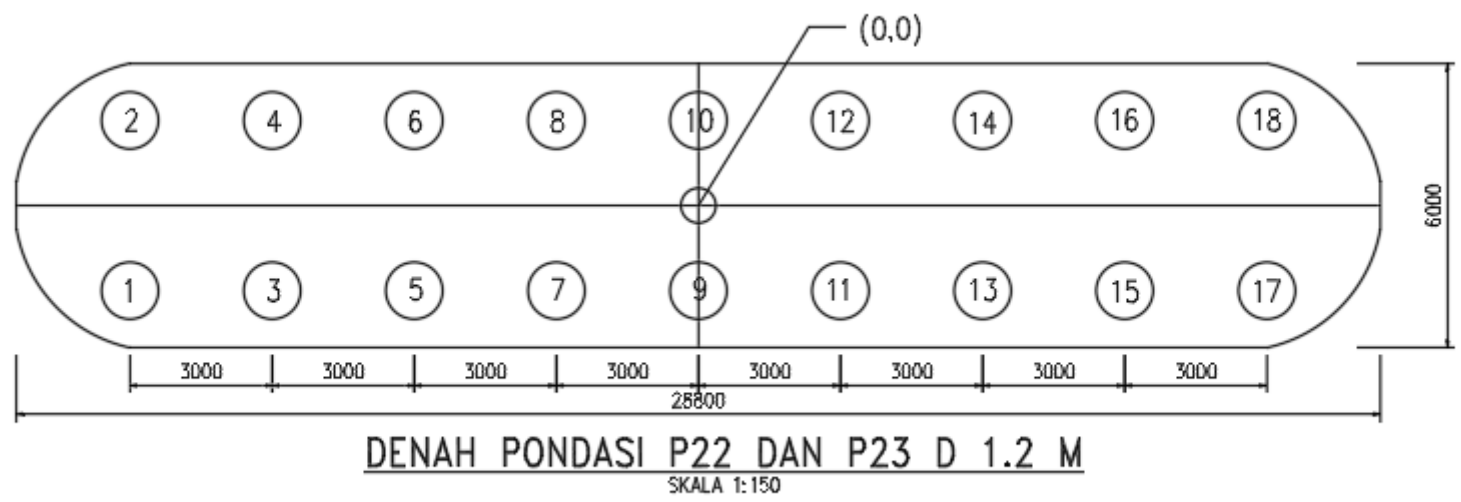 (0,0)
2 4 6 8 10 12 14 16 18
6000
1 3 5 7 9 11 13 15 17
3000 3000 3000 3000 3000 3000 3000 3000
28800
DENAH PONDASI P22 DAN P23 D 1.2 M
SKALA 1:150